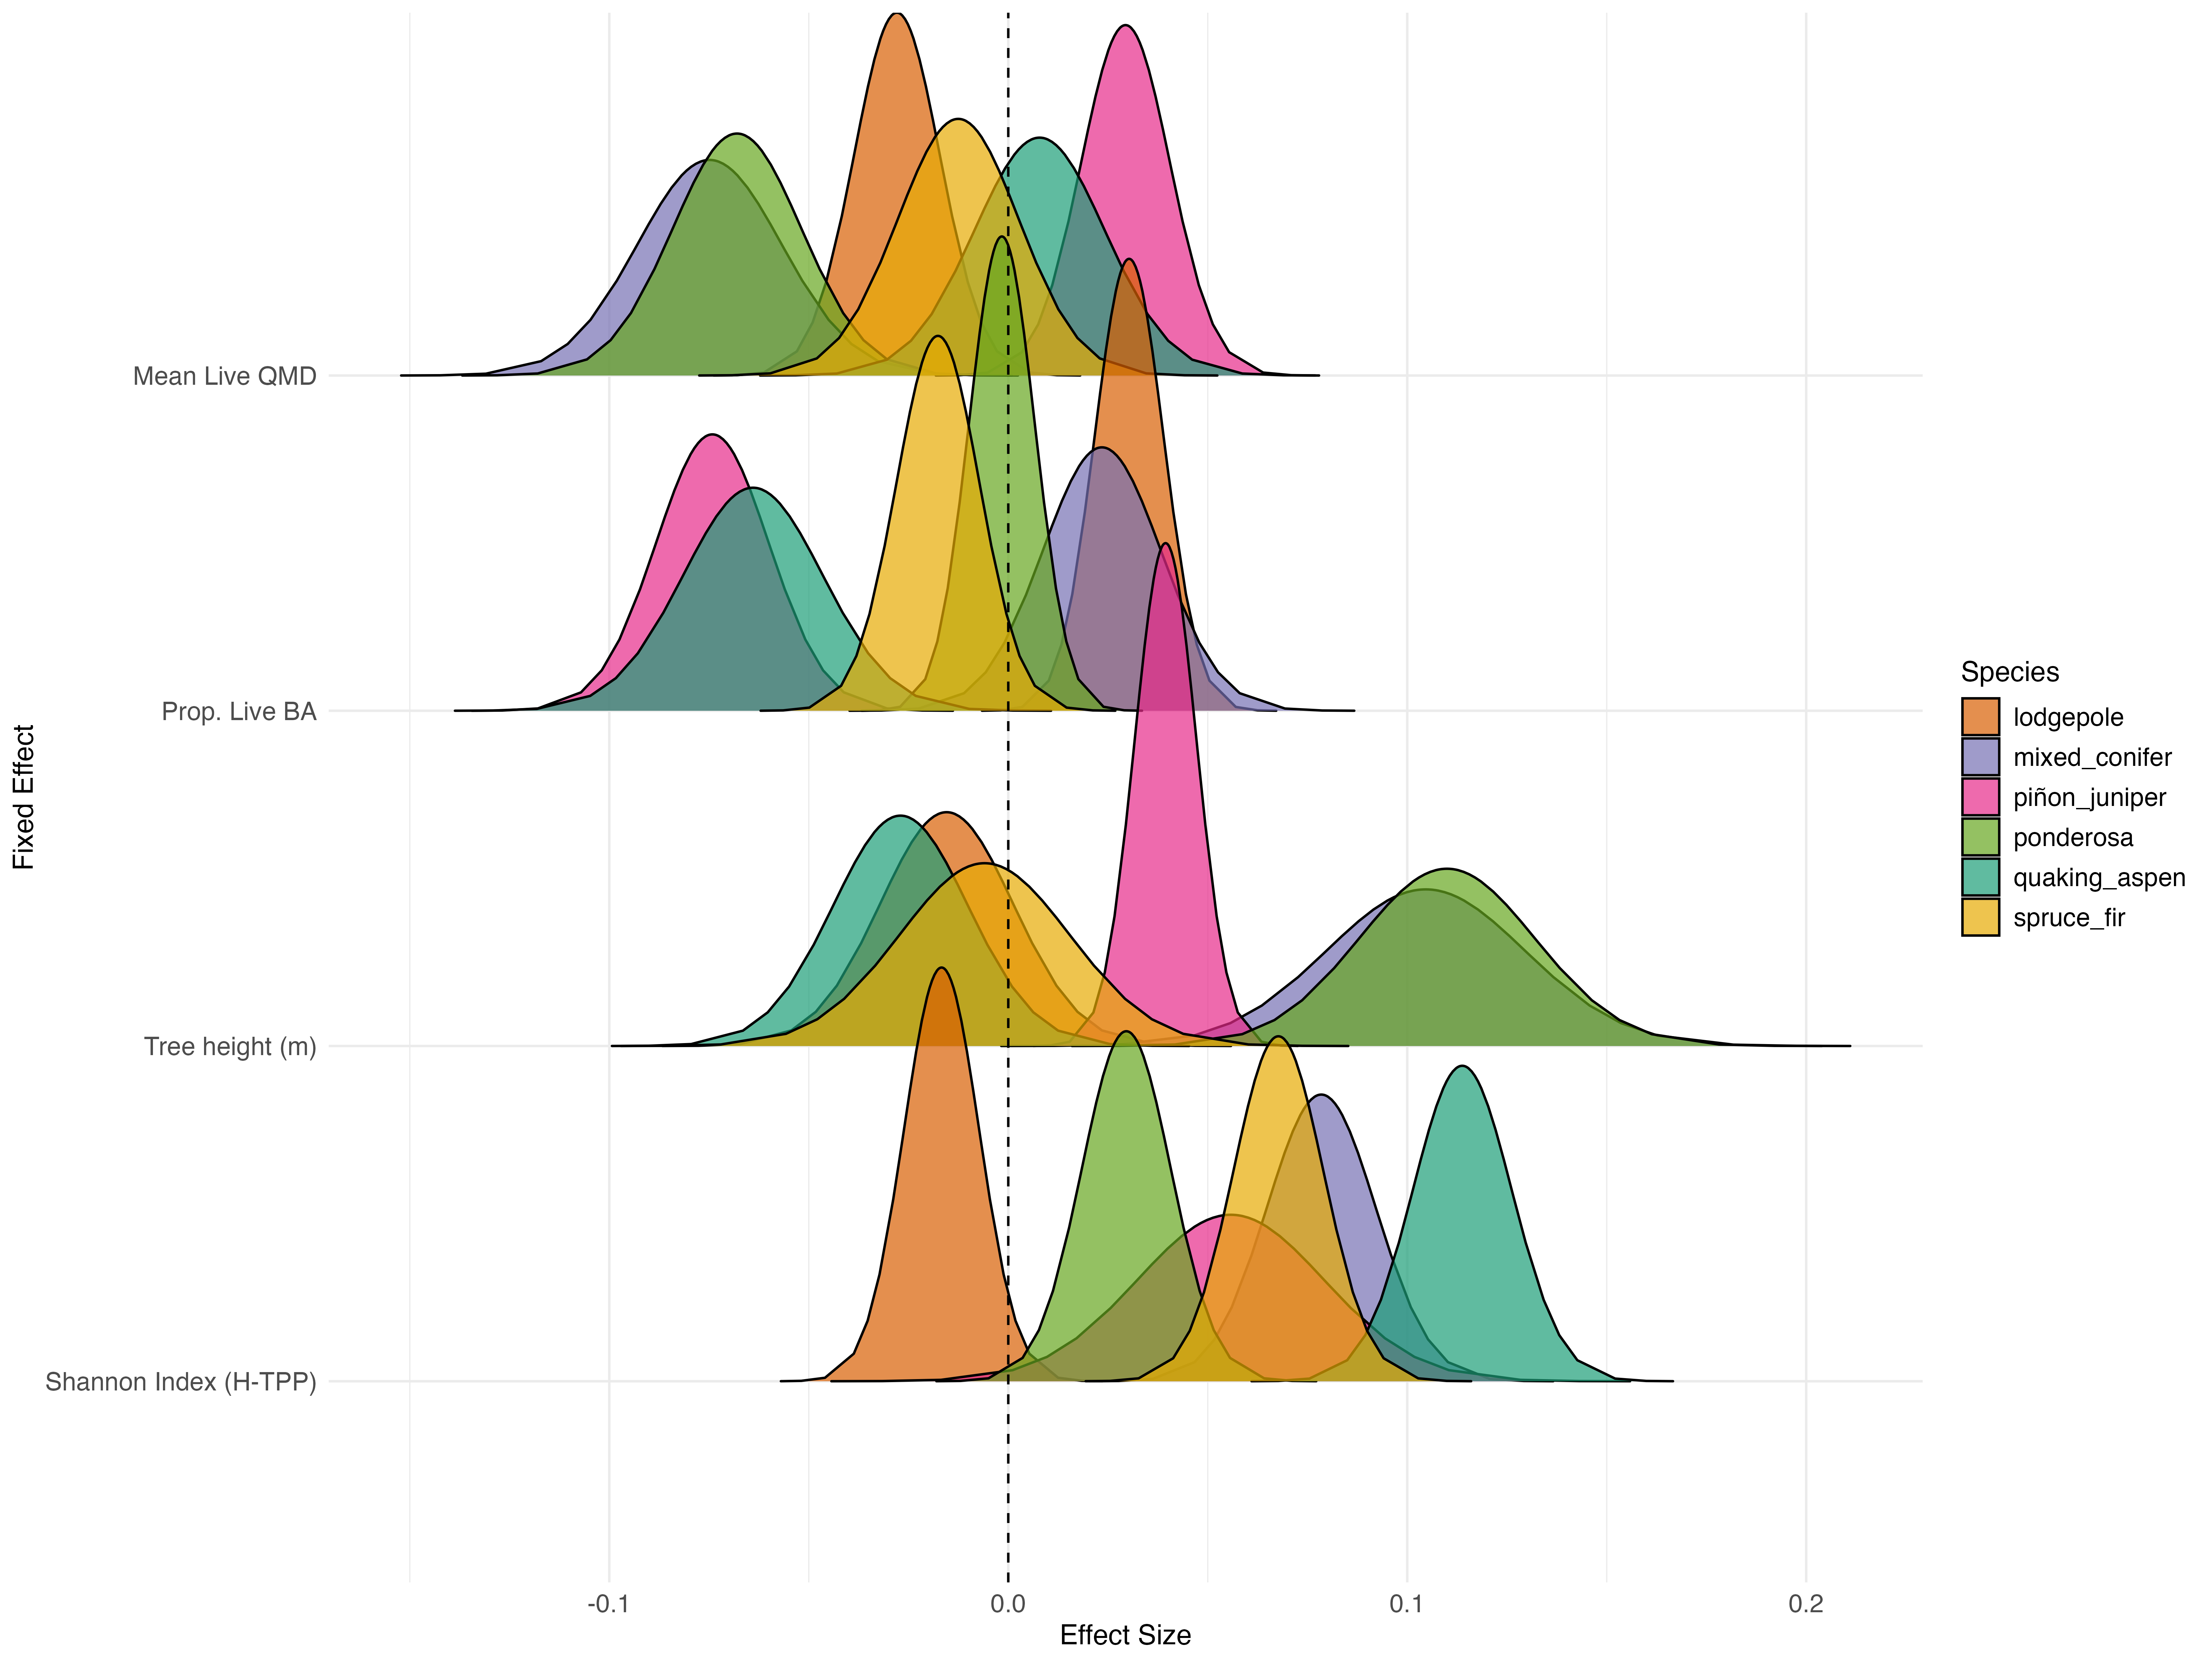 Fixed Effect
Mean Live QMD
Prop. Live BA
Tree height (m)
Shannon Index (H-TPP)
-0.1
0.0
0.1
0.2
Effect Size
Species
lodgepole
mixed_conifer
piñon_juniper
ponderosa
quaking_aspen
spruce_fir